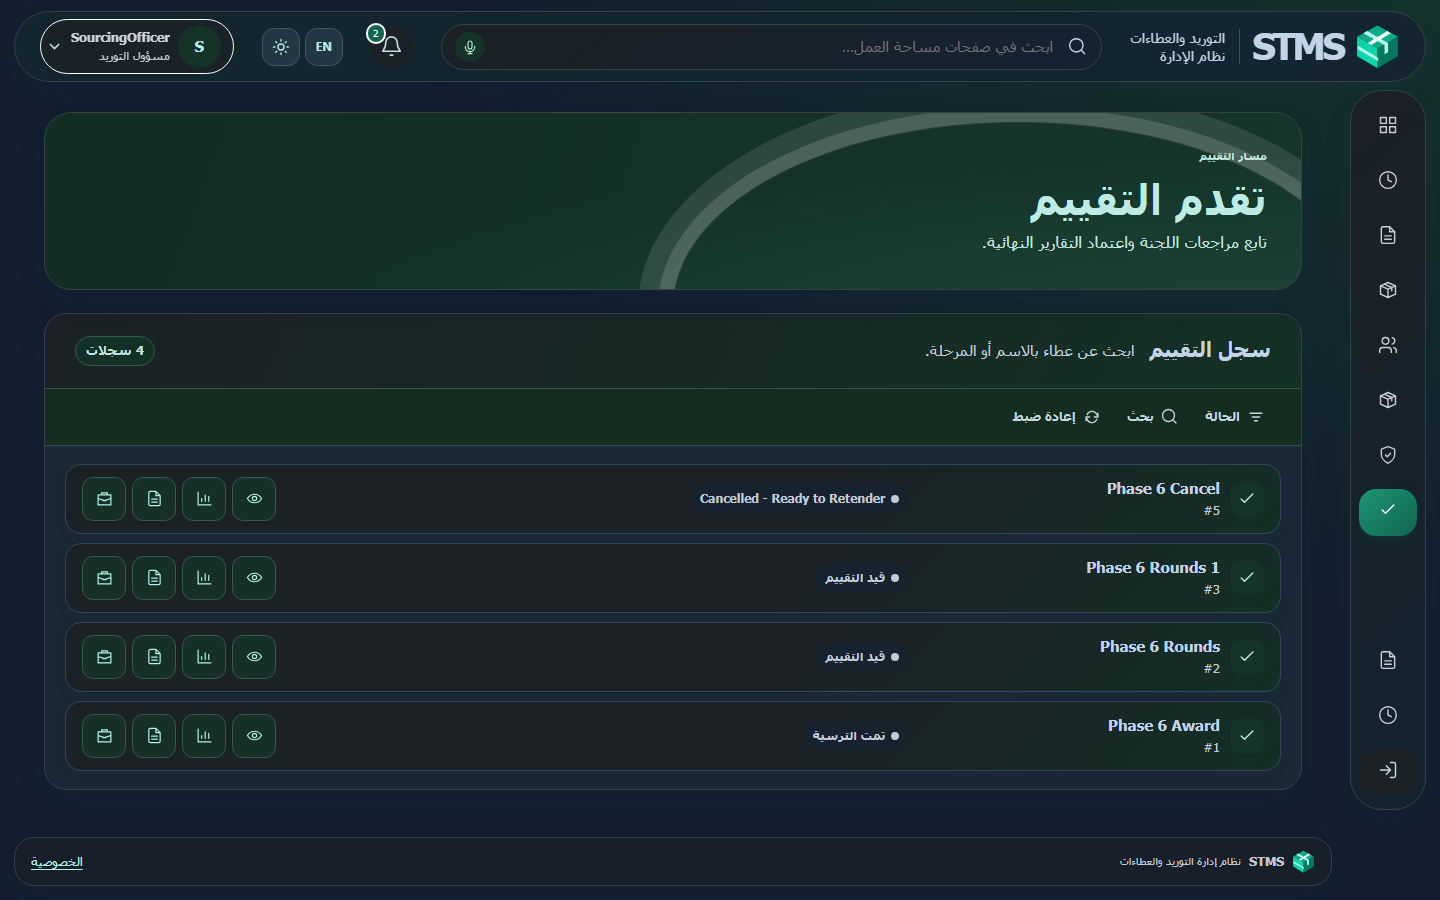 STMS
التوريد والعطاءات
نظام الإدارة
ابحث في صفحات مساحة العمل...
2
EN
S
SourcingOfficer
مسؤول التوريد
مسار التقييم
تقدم التقييم
تابع مراجعات اللجنة واعتماد التقارير النهائية.
سجل التقييم
ابحث عن عطاء بالاسم أو المرحلة.
4 سجلات
الحالة
بحث
إعادة ضبط
Phase 6 Cancel
#5
Cancelled - Ready to Retender
Phase 6 Rounds 1
#3
قيد التقييم
Phase 6 Rounds
#2
قيد التقييم
Phase 6 Award
#1
تمت الترسية
STMS
نظام إدارة التوريد والعطاءات
الخصوصية